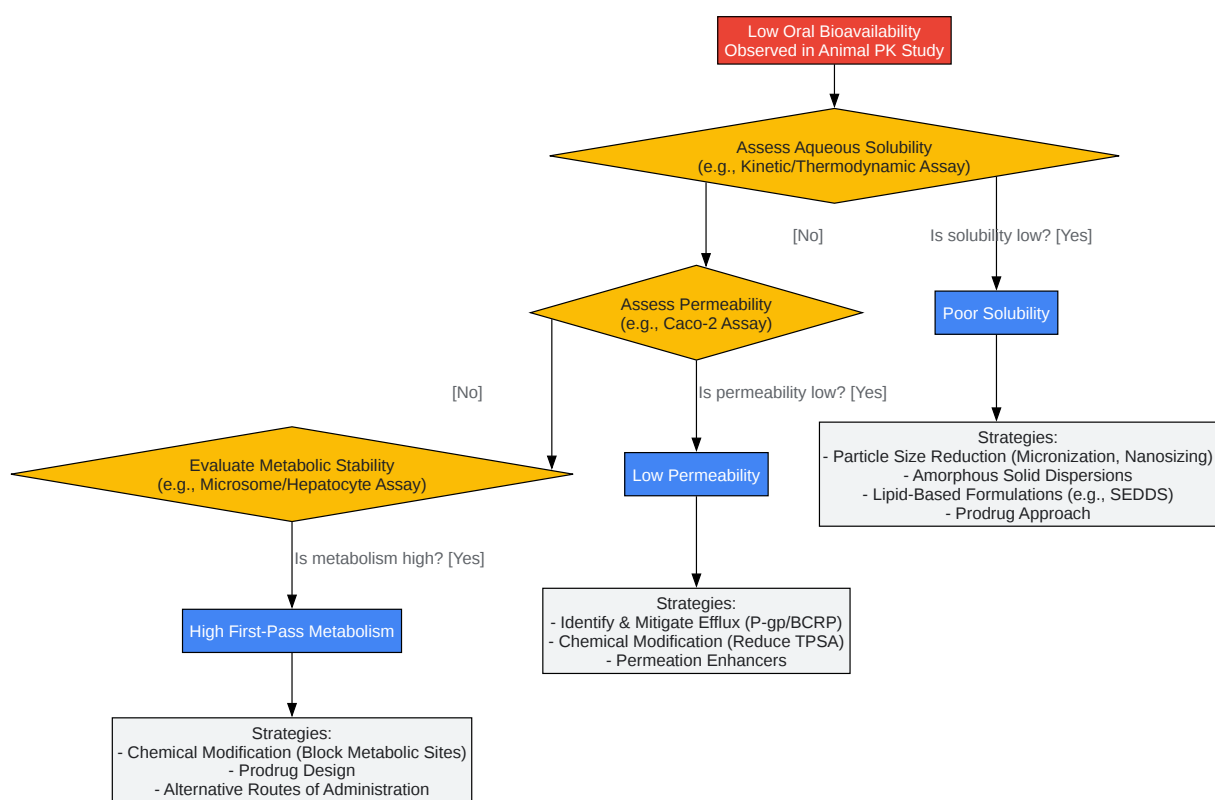 Low Oral Bioavailability
Observed in Animal PK Study
Assess Aqueous Solubility
(e.g., Kinetic/Thermodynamic Assay)
[No]
Is solubility low? [Yes]
Assess Permeability
(e.g., Caco-2 Assay)
Poor Solubility
[No]
Is permeability low? [Yes]
Strategies:
- Particle Size Reduction (Micronization, Nanosizing)
- Amorphous Solid Dispersions
- Lipid-Based Formulations (e.g., SEDDS)
- Prodrug Approach
Evaluate Metabolic Stability
(e.g., Microsome/Hepatocyte Assay)
Low Permeability
Is metabolism high? [Yes]
High First-Pass Metabolism
Strategies:
- Identify & Mitigate Efflux (P-gp/BCRP)
- Chemical Modification (Reduce TPSA)
- Permeation Enhancers
Strategies:
- Chemical Modification (Block Metabolic Sites)
- Prodrug Design
- Alternative Routes of Administration